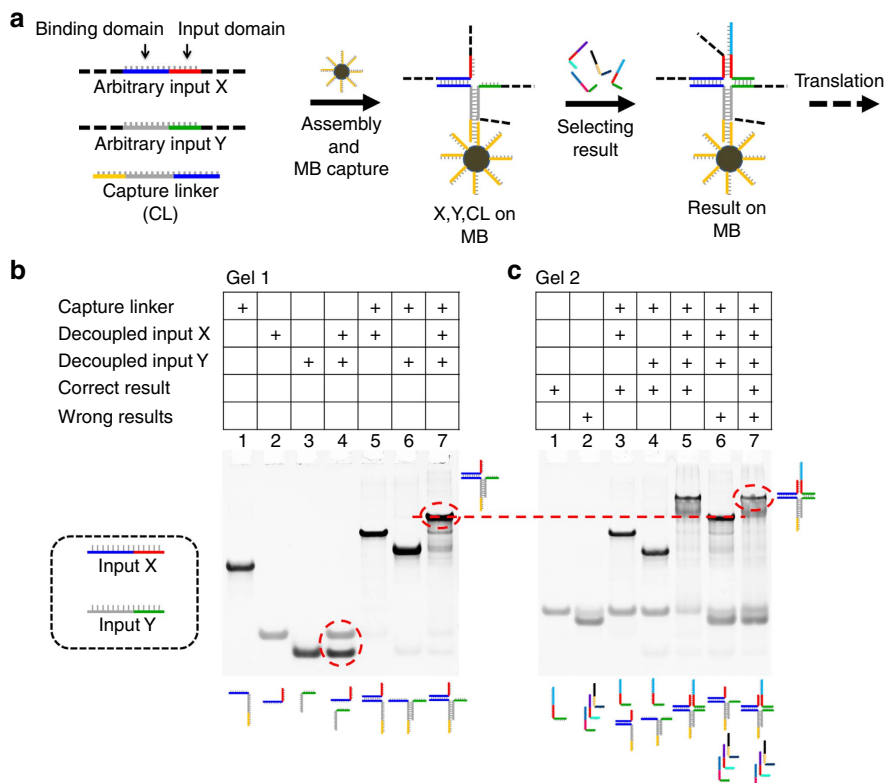 a
Binding domain Input domain
Arbitrary input X
Arbitrary input Y
Capture linker
(CL)
Assembly
and
MB capture
X,Y,CL on
MB
Selecting
result
Result on
MB
Translation
b
Gel 1
Capture linker + + + +
Decoupled input X + + + +
Decoupled input Y + + + +
Correct result
Wrong results
1 2 3 4 5 6 7
Input X
Input Y
c
Gel 2
+ + + + +
+ + + +
+ + + +
+ + + + +
+ + +
1 2 3 4 5 6 7